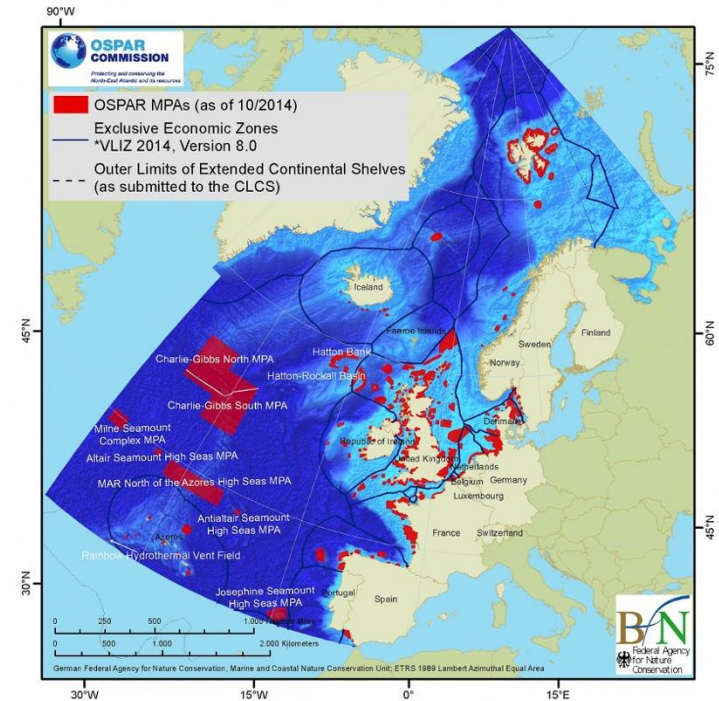 90°W
OSPAR
COMMISSION
Protecting and conserving the
North-East Atlantic and its resources
OSPAR MPAs (as of 10/2014)
Exclusive Economic Zones
*VLIZ 2014, Version 8.0
Outer Limits of Extended Continental Shelves
(as submitted to the CLCS)
75°N
Iceland
Faeroe Islands
Sweden
Finland
Norway
45°N
60°N
Charlie-Gibbs North MPA
Hatton Bank
Hatton-Rockall Basin
Charlie-Gibbs South MPA
Denmark
Milne Seamount
Complex MPA
Republic of Ireland
United Kingdom
Altair Seamount High Seas MPA
Netherlands
Germany
Belgium
Luxembourg
MAR North of the Azores High Seas MPA
Antialtair Seamount
High Seas MPA
Azores
France
Switzerland
45°N
Rainbow Hydrothermal Vent Field
30°N
Josephine Seamount
High Seas MPA
Portugal
Spain
0 250 500 1.000 Nautical Miles
0 500 1.000 2.000 Kilometers
BfN
Federal Agency
for Nature
Conservation
German Federal Agency for Nature Conservation, Marine and Coastal Nature Conservation Unit; ETRS 1989 Lambert Azimuthal Equal Area
30°W
15°W
0°
15°E